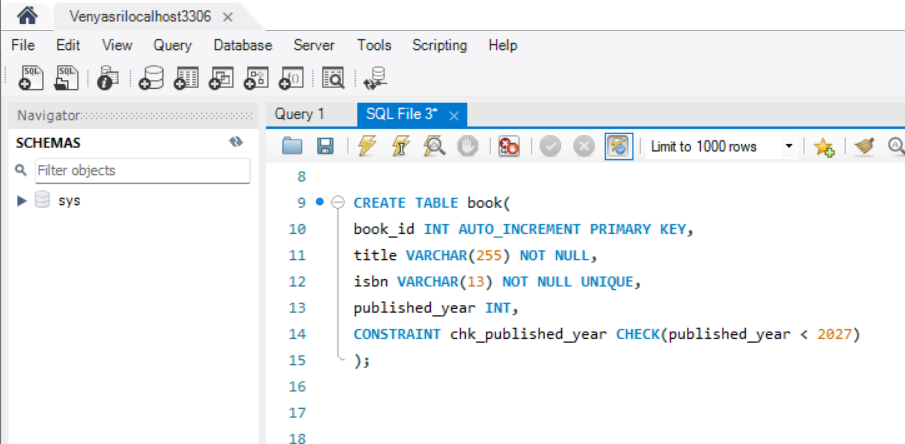 Venyasrilocalhost3306
File Edit View Query Database Server Tools Scripting Help
Navigator
Query 1 SQL File 3*
SCHEMAS
Limit to 1000 rows
Filter objects
sys
8
9 CREATE TABLE book(
10 book_id INT AUTO_INCREMENT PRIMARY KEY,
11 title VARCHAR(255) NOT NULL,
12 isbn VARCHAR(13) NOT NULL UNIQUE,
13 published_year INT,
14 CONSTRAINT chk_published_year CHECK(published_year < 2027)
15 );
16
17
18